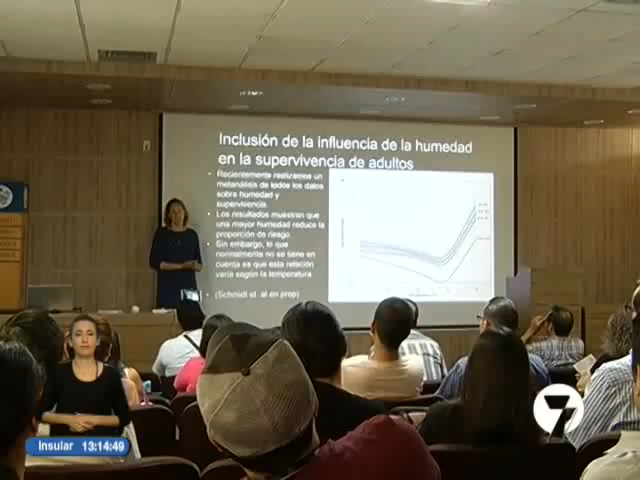 Inclusión de la influencia de la humedad
en la supervivencia de adultos
• Recientemente realizamos un
metanálisis de todos los datos
sobre humedad y
supervivencia.
• Los resultados muestran que
una mayor humedad reduce la
proporción de riesgo.
• Sin embargo, lo que
normalmente no se tiene en
cuenta es que esta relación
varía según la temperatura
(Schmidt et. al en prep)
7
Insular 13:14:49